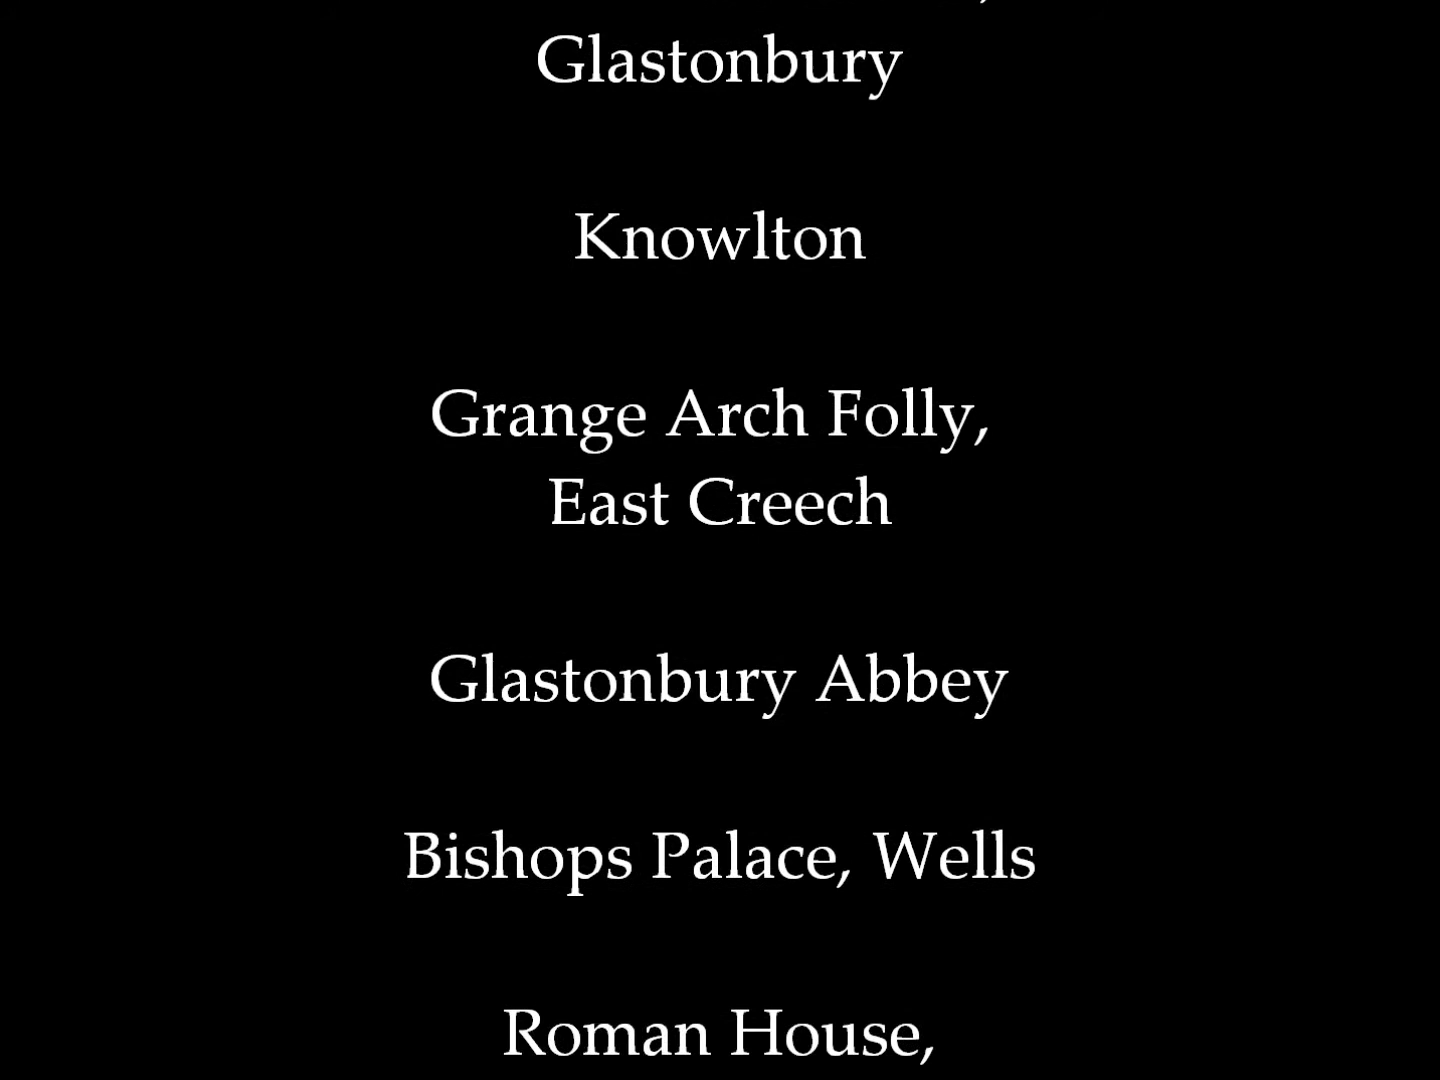 Glastonbury
Knowlton
Grange Arch Folly,
East Creech
Glastonbury Abbey
Bishops Palace, Wells
Roman House,